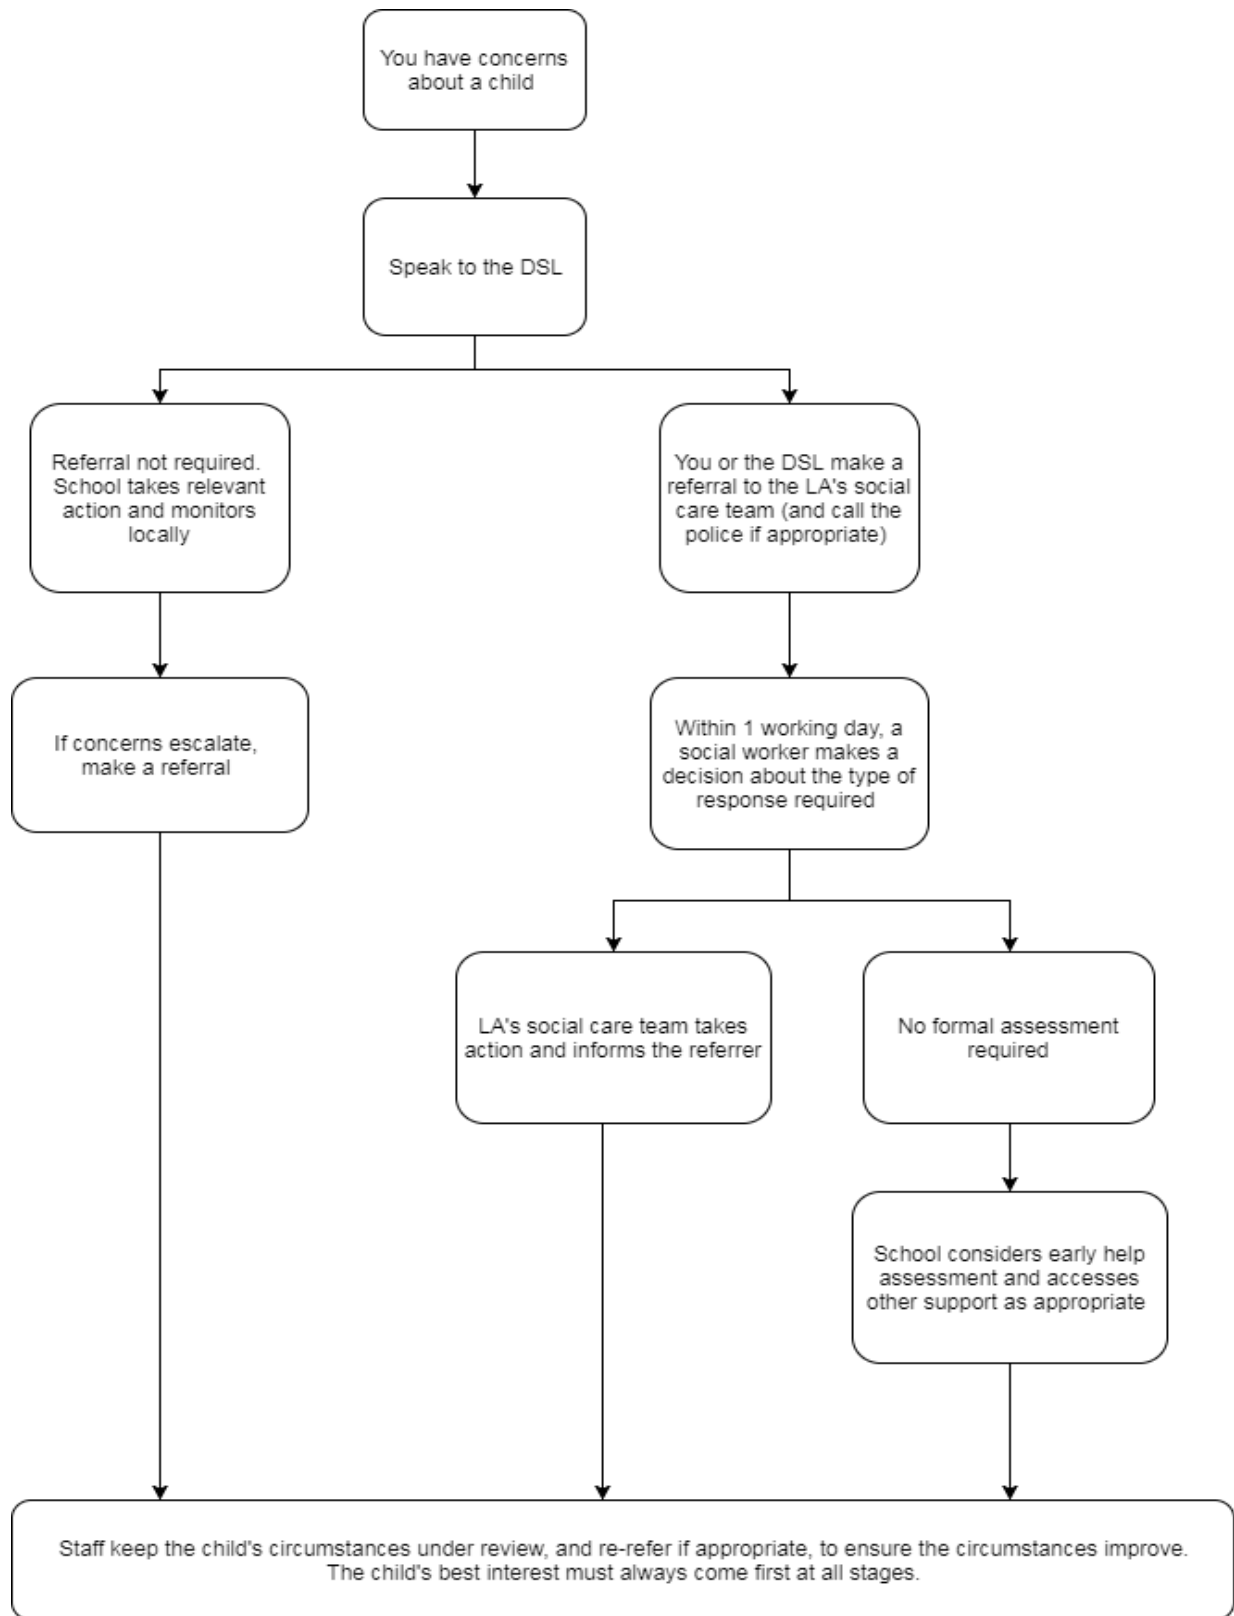 You have concerns
about a child
Speak to the DSL
Referral not required.
School takes relevant
action and monitors
locally
You or the DSL make a
referral to the LA's social
care team (and call the
police if appropriate)
If concerns escalate,
make a referral
Within 1 working day, a
social worker makes a
decision about the type of
response required
LA's social care team takes
action and informs the referrer
No formal assessment
required
School considers early help
assessment and accesses
other support as appropriate
Staff keep the child's circumstances under review, and re-refer if appropriate, to ensure the circumstances improve.
The child's best interest must always come first at all stages.